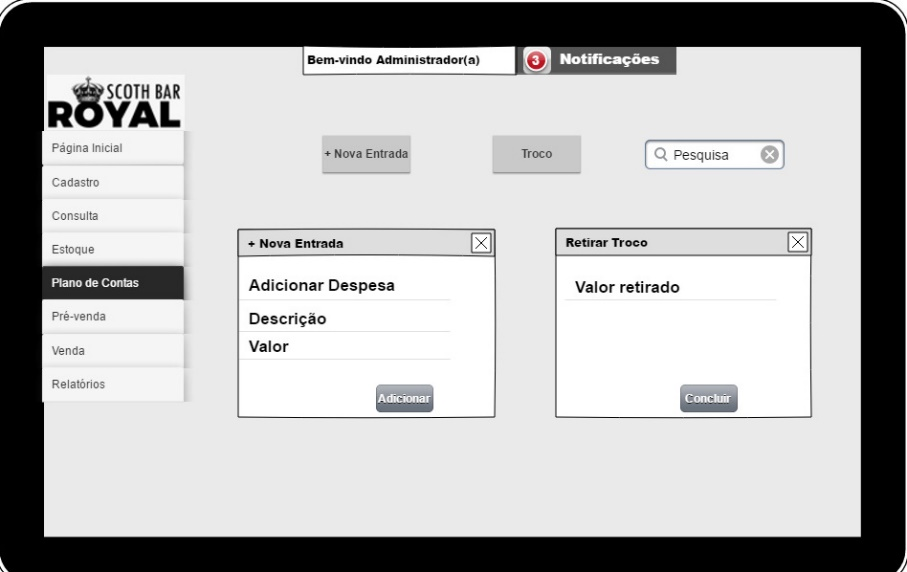 Bem-vindo Administrador(a)
3 Notificações
SCOTH BAR
ROYAL
+ Nova Entrada
Troco
Pesquisa
Página Inicial
Cadastro
Consulta
Estoque
Plano de Contas
Pré-venda
Venda
Relatórios
+ Nova Entrada
Adicionar Despesa
Descrição
Valor
Adicionar
Retirar Troco
Valor retirado
Concluir